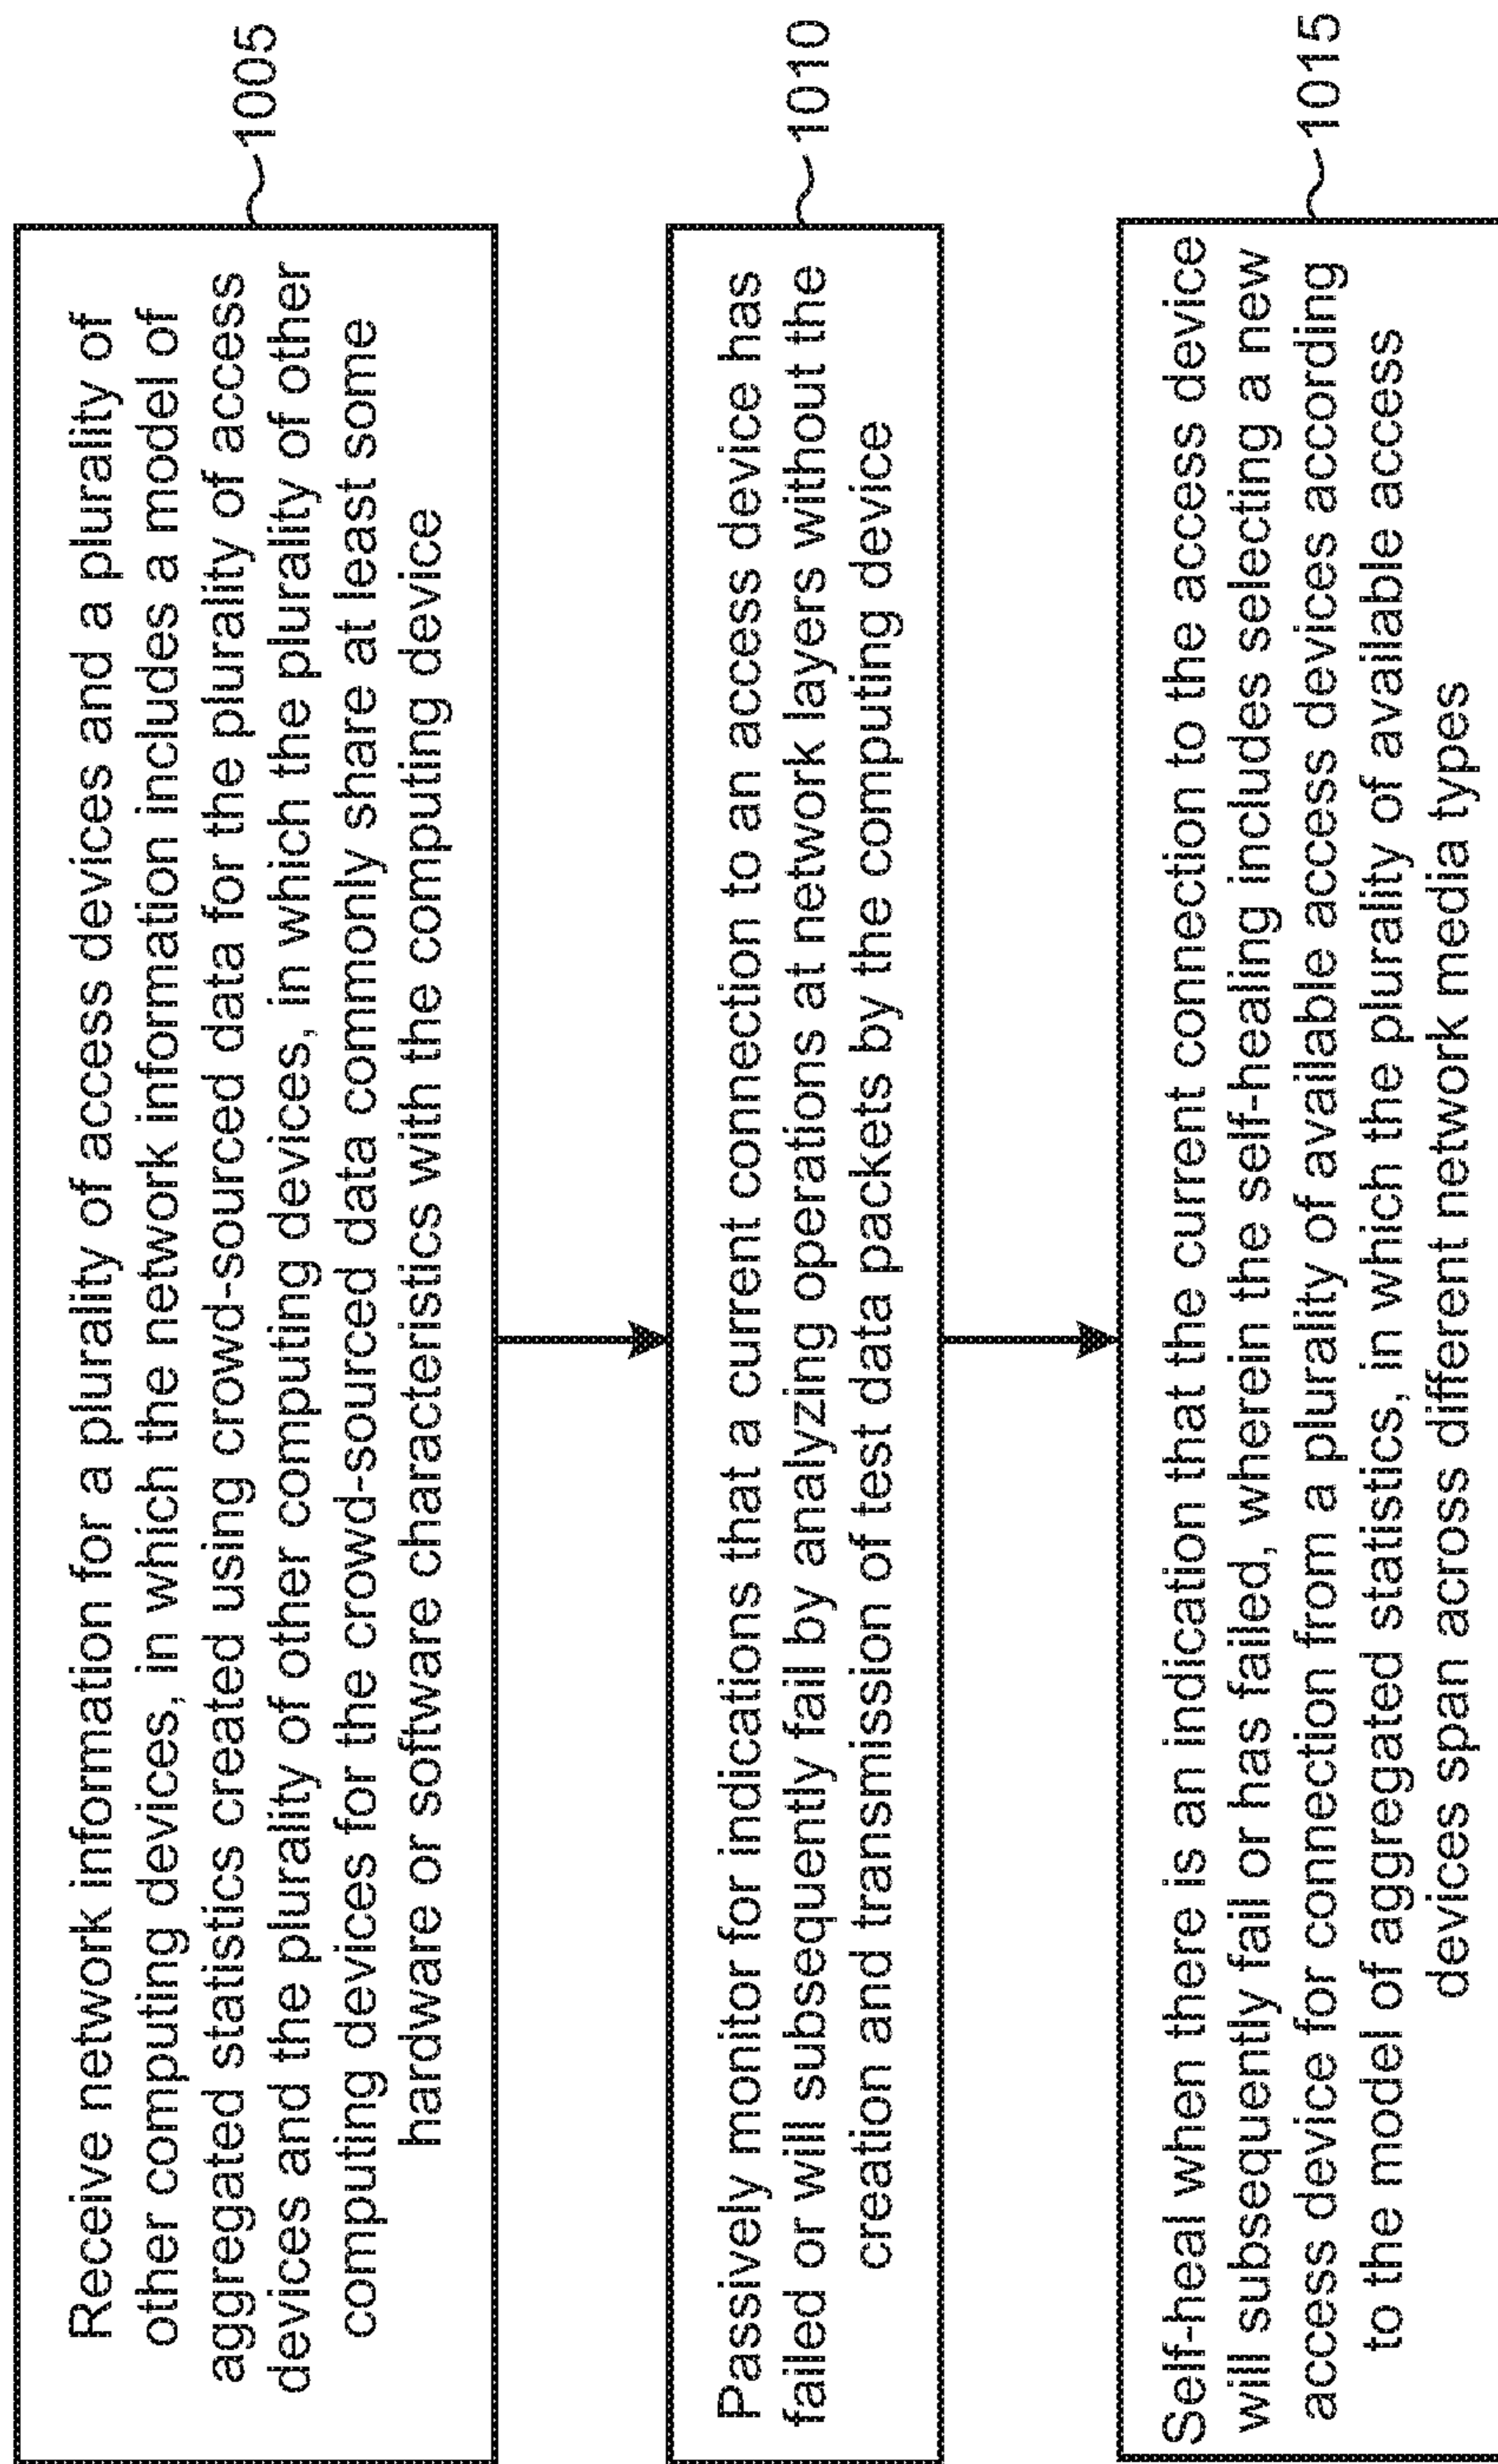 Receive network information for a plurality of access devices and a plurality of
other computing devices, in which the network information includes a model of
aggregated statistics created using crowd-sourced data for the plurality of access
devices and the plurality of other computing devices, in which the plurality of other
computing devices for the crowd-sourced data commonly share at least some
hardware or software characteristics with the computing device
1005
Passively monitor for indications that a current connection to an access device has
failed or will subsequently fail by analyzing operations at network layers without the
creation and transmission of test data packets by the computing device
1010
Self-heal when there is an indication that the current connection to the access device
will subsequently fail or has failed, wherein the self-healing includes selecting a new
access device for connection from a plurality of available access devices according
to the model of aggregated statistics, in which the plurality of available access
devices span across different network media types
1015